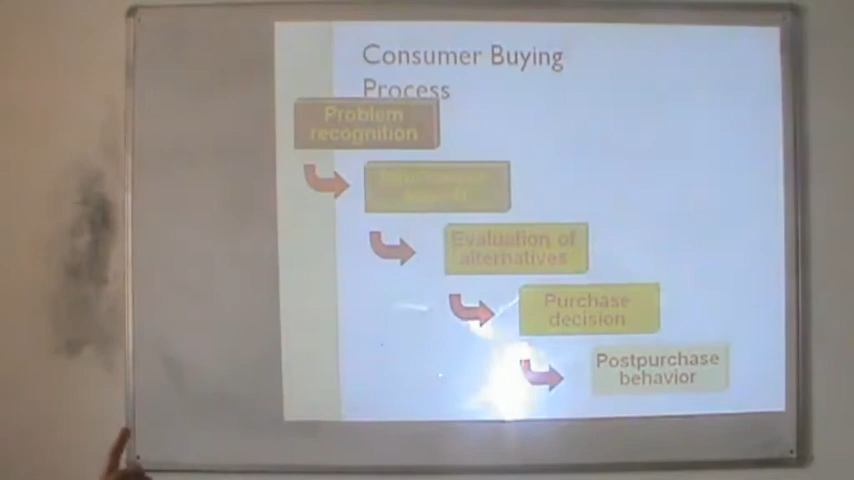 Consumer Buying
Process
Problem
recognition
Evaluation of
alternatives
Purchase
decision
Postpurchase
behavior